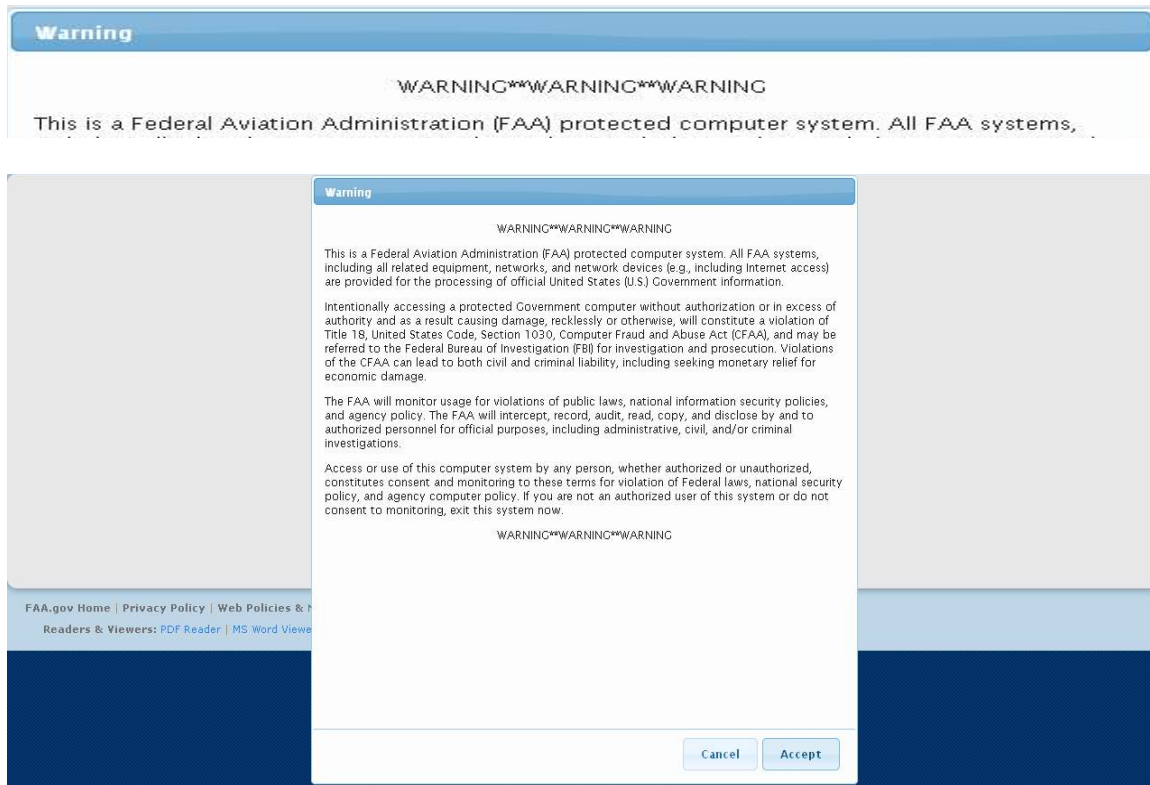 Warning
WARNING**WARNING**WARNING
This is a Federal Aviation Administration (FAA) protected computer system. All FAA systems,
Warning
WARNING**WARNING**WARNING
This is a Federal Aviation Administration (FAA) protected computer system. All FAA systems,
including all related equipment, networks, and network devices (e.g., including Internet access)
are provided for the processing of official United States (U.S.) Government information.
Intentionally accessing a protected Government computer without authorization or in excess of
authority and as a result causing damage, recklessly or otherwise, will constitute a violation of
Title 18, United States Code, Section 1030, Computer Fraud and Abuse Act (CFAA), and may be
referred to the Federal Bureau of Investigation (FBI) for investigation and prosecution. Violations
of the CFAA can lead to both civil and criminal liability, including seeking monetary relief for
economic damage.
The FAA will monitor usage for violations of public laws, national information security policies,
and agency policy. The FAA will intercept, record, audit, read, copy, and disclose by and to
authorized personnel for official purposes, including administrative, civil, and/or criminal
investigations.
Access or use of this computer system by any person, whether authorized or unauthorized,
constitutes consent and monitoring to these terms for violation of Federal laws, national security
policy, and agency computer policy. If you are not an authorized user of this system or do not
consent to monitoring, exit this system now.
WARNING**WARNING**WARNING
FAA.gov Home | Privacy Policy | Web Policies &
Readers & Viewers: PDF Reader | MS Word Viewe
Cancel Accept